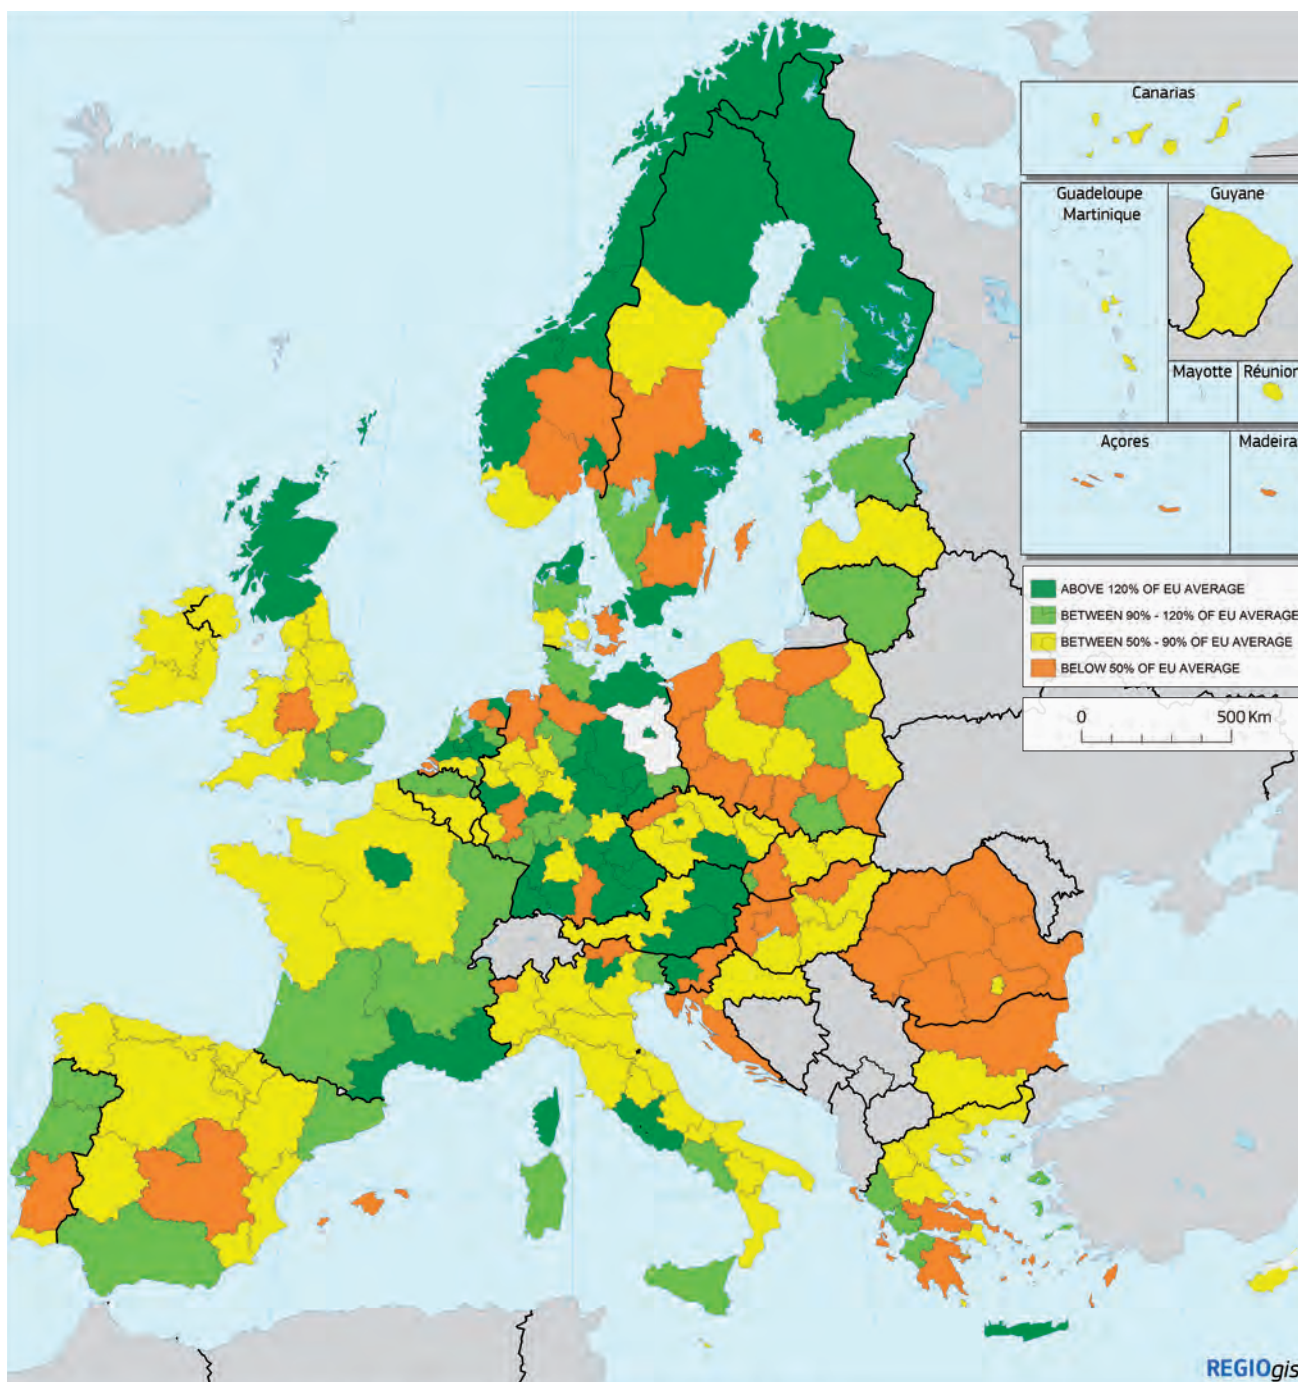 Canarias
Guadeloupe
Martinique
Guyane
Mayotte
Réunion
Açores
Madeira
ABOVE 120% OF EU AVERAGE
BETWEEN 90% - 120% OF EU AVERAGE
BETWEEN 50% - 90% OF EU AVERAGE
BELOW 50% OF EU AVERAGE
0 500 Km
REGIOgis